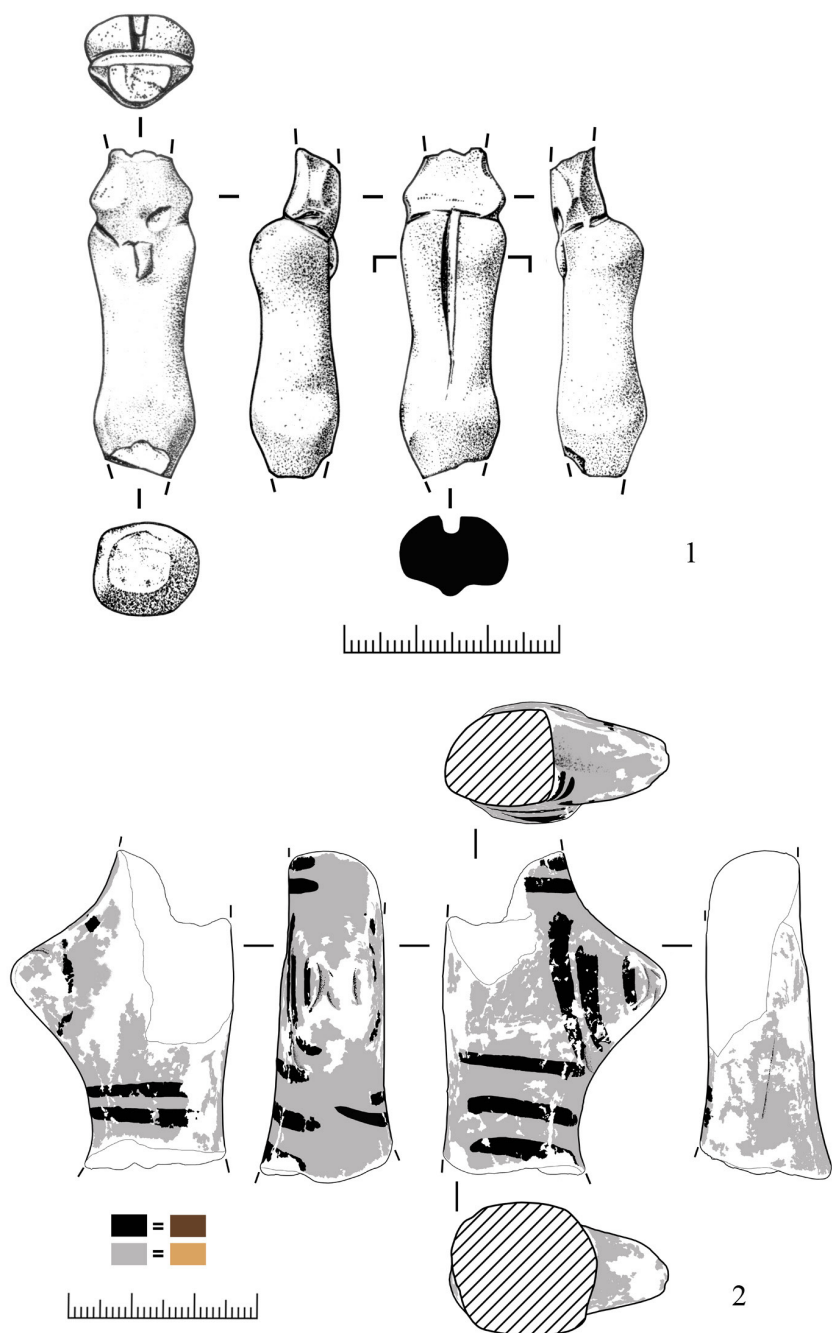 1
=
=
2